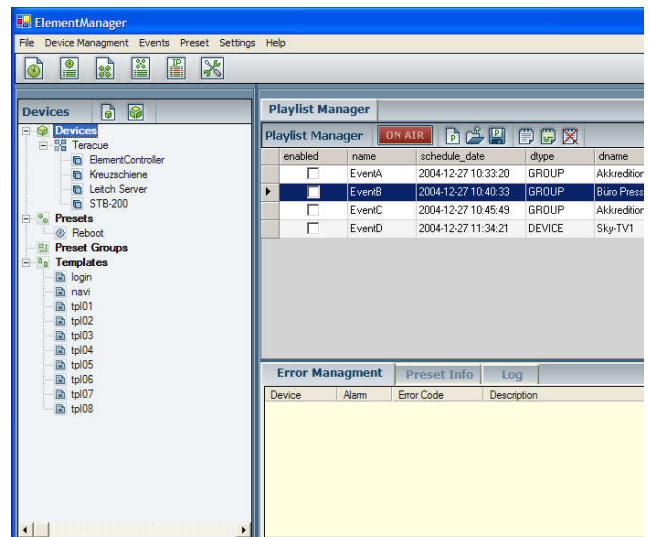 ElementManager
File Device Managment Events Preset Settings Help
IP
Devices
Devices
Teracue
ElementController
Kreuzschiene
Leitch Server
STB-200
Presets
Reboot
Preset Groups
Templates
login
navi
tpl01
tpl02
tpl03
tpl04
tpl05
tpl06
tpl07
tpl08
Playlist Manager
Playlist Manager ON AIR P
enabled name schedule_date dtype dname
EventA 2004-12-27 10:33:20 GROUP Akkredition
EventB 2004-12-27 10:40:33 GROUP Büro Press
EventC 2004-12-27 10:45:49 GROUP Akkredition
EventD 2004-12-27 11:34:21 DEVICE Sky-TV1
Error Managment Preset Info Log
Device Alarm Error Code Description